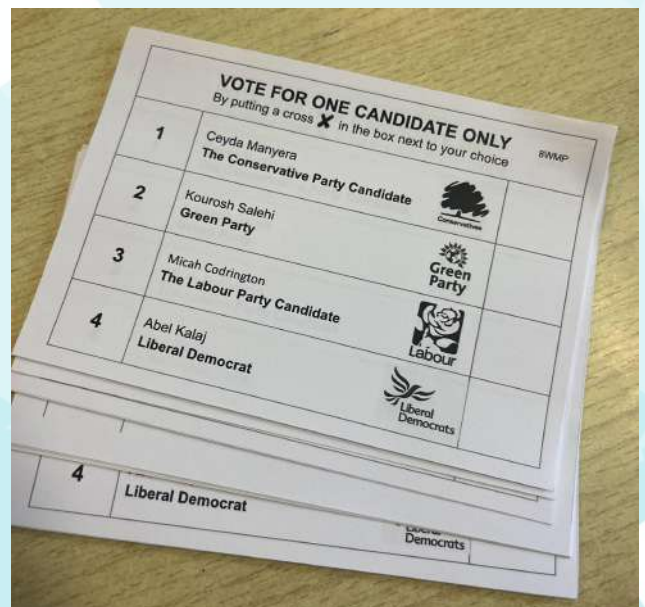 VOTE FOR ONE CANDIDATE ONLY
By putting a cross X in the box next to your choice
8WMP
1
Ceyda Manyera
The Conservative Party Candidate
Conservatives
2
Kourosh Salehi
Green Party
Green
Party
3
Micah Codrington
The Labour Party Candidate
Labour
4
Abel Kalaj
Liberal Democrat
Liberal
Democrats
4
Liberal Democrat
Democrats